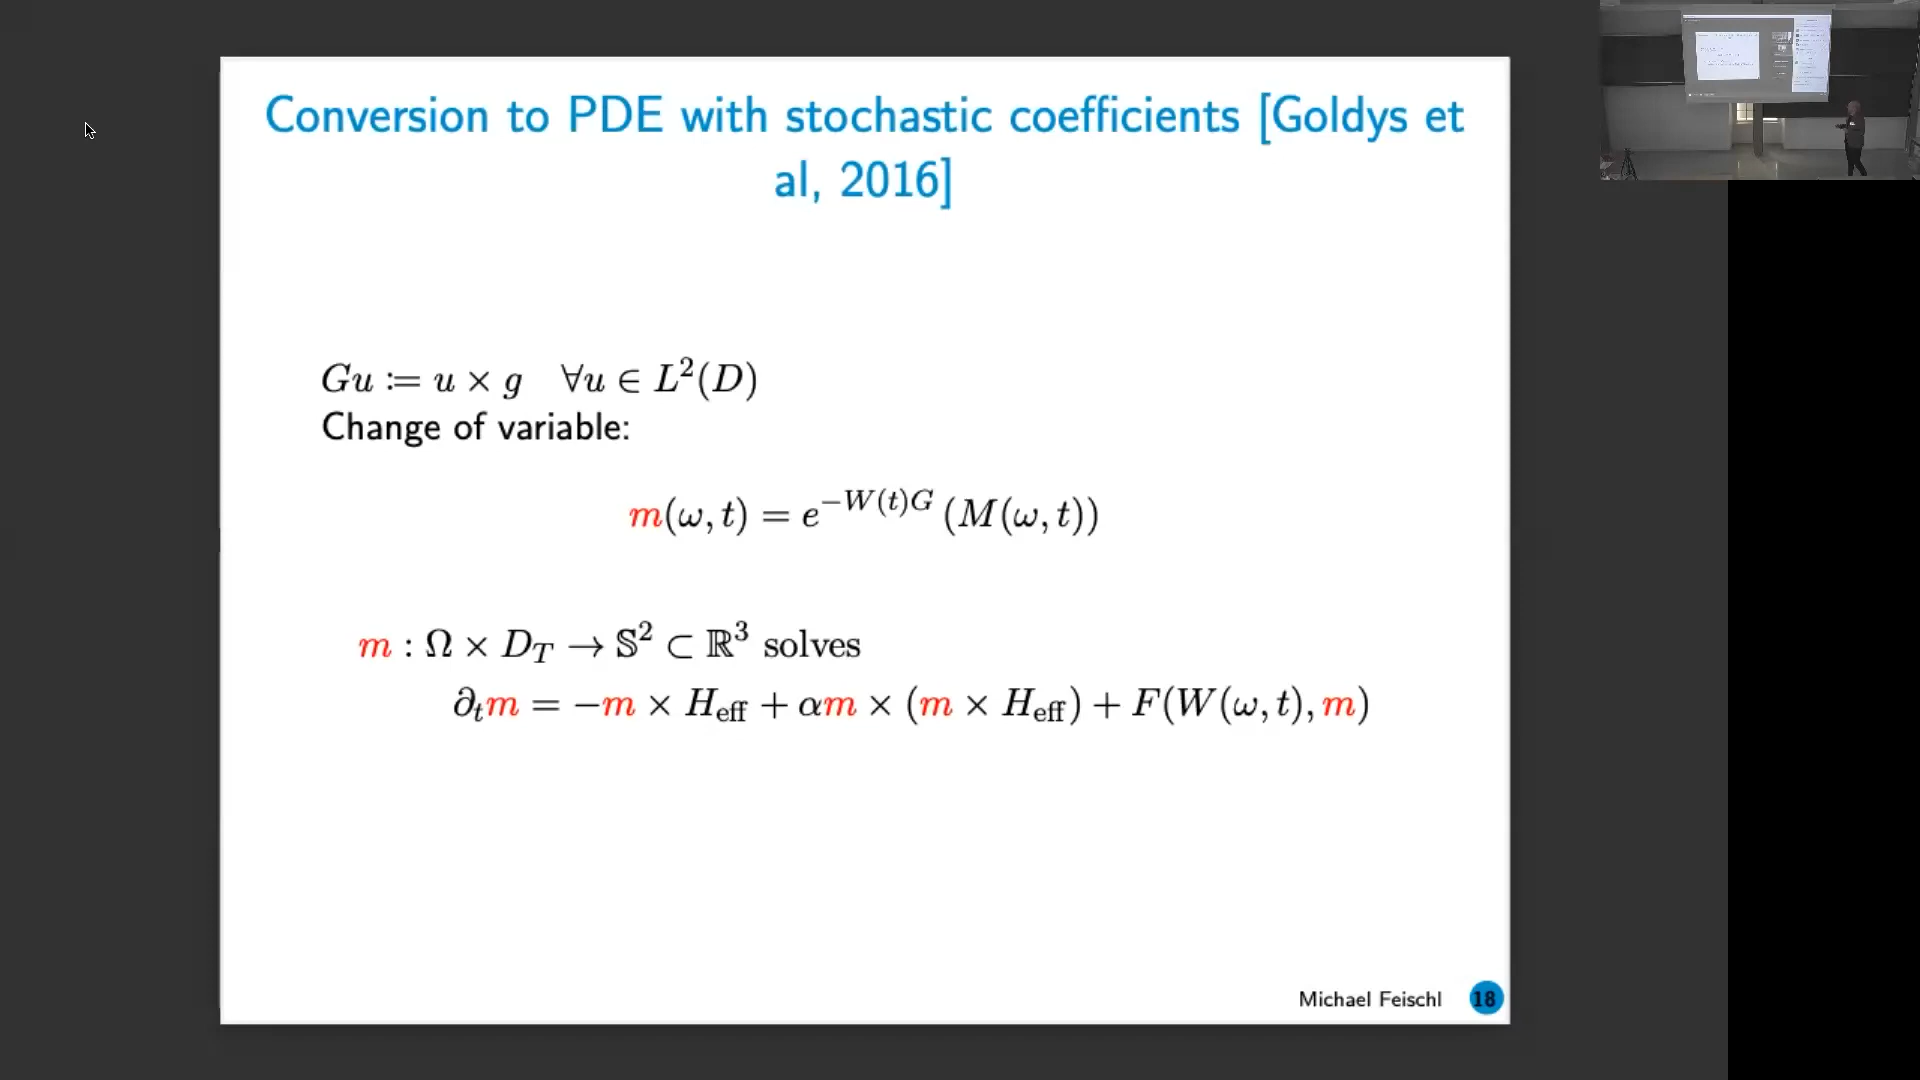 Conversion to PDE with stochastic coefficients [Goldys et
al, 2016]
Gu := u × g ∀u ∈ L²(D)
Change of variable:
m(ω, t) = e^{−W(t)G} (M(ω, t))
m : Ω × D_T → 𝕊² ⊂ ℝ³ solves
∂_t m = −m × H_eff + αm × (m × H_eff) + F(W(ω, t), m)
Michael Feischl 18